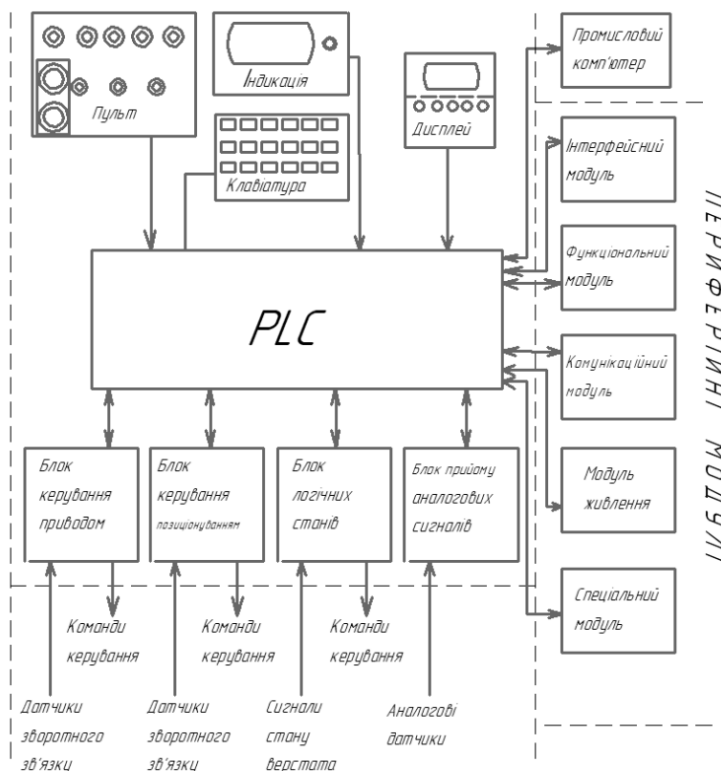 Пульт
Індикація
Клавіатура
Дисплей
PLC
Промисловий
комп'ютер
Інтерфейсний
модуль
Функціональний
модуль
Комунікаційний
модуль
Модуль
живлення
Спеціальний
модуль
ПЕРИФЕРІЙНІ МОДУЛІ
Блок
керування
приводом
Блок
керування
позиціонуванням
Блок
логічних
станів
Блок прийому
аналогових
сигналів
Команди
керування
Команди
керування
Команди
керування
Датчики
зворотного
зв'язки
Датчики
зворотного
зв'язки
Сигнали
стану
верстата
Аналогові
датчики